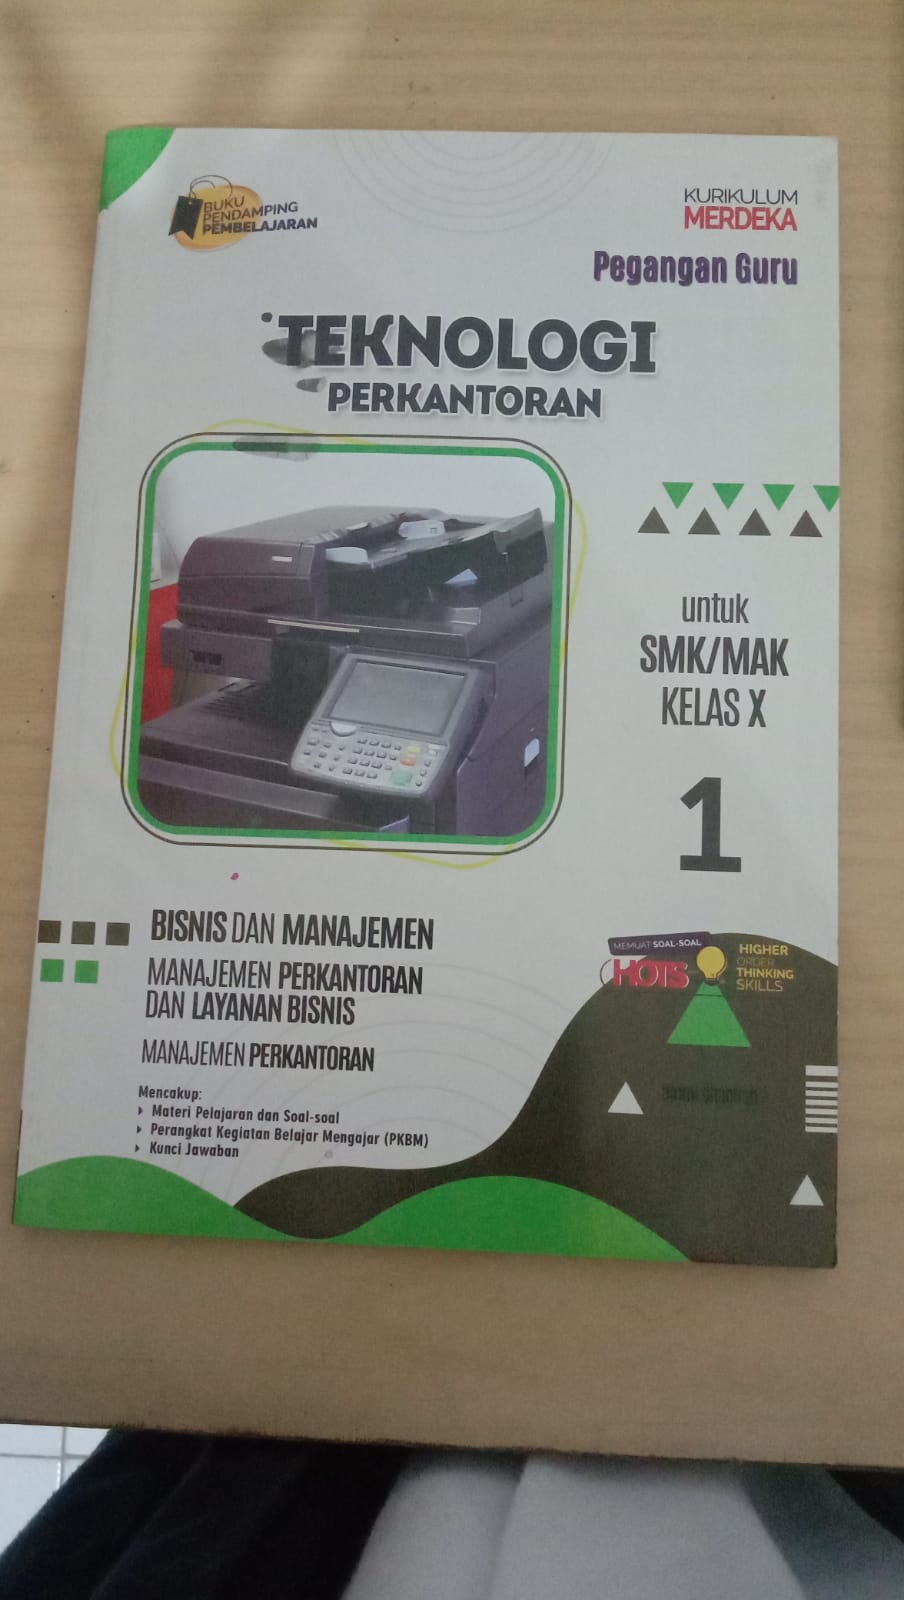 BUKU
PENDAMPING
PEMBELAJARAN
KURIKULUM
MERDEKA
Pegangan Guru
TEKNOLOGI
PERKANTORAN
untuk
SMK/MAK
KELAS X
1
BISNIS DAN MANAJEMEN
MANAJEMEN PERKANTORAN
DAN LAYANAN BISNIS
MANAJEMEN PERKANTORAN
MEMUAT SOAL-SOAL
HOTS
HIGHER
ORDER
THINKING
SKILLS
Mencakup:
Materi Pelajaran dan Soal-soal
Perangkat Kegiatan Belajar Mengajar (PKBM)
Kunci Jawaban